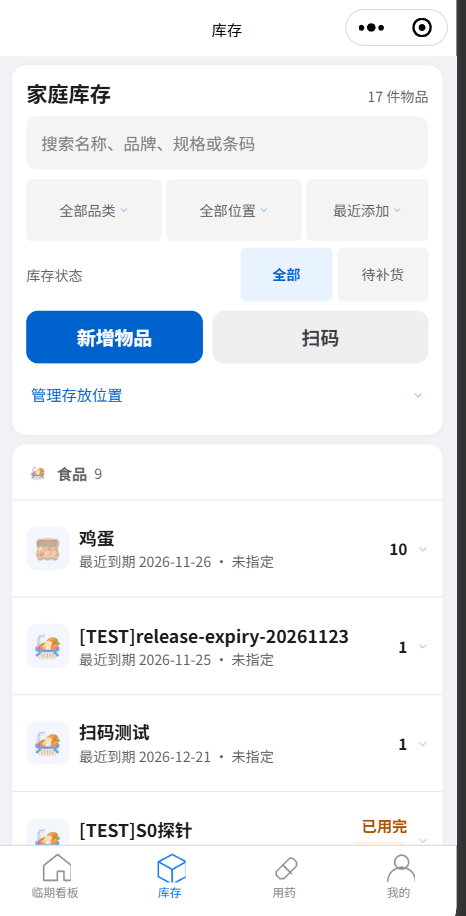 库存
家庭库存
17 件物品
搜索名称、品牌、规格或条码
全部品类
全部位置
最近添加
库存状态
全部
待补货
新增物品
扫码
管理存放位置
食品 9
鸡蛋
最近到期 2026-11-26 · 未指定
10
[TEST]release-expiry-20261123
最近到期 2026-11-25 · 未指定
1
扫码测试
最近到期 2026-12-21 · 未指定
1
[TEST]S0探针
已用完
临期看板
库存
用药
我的